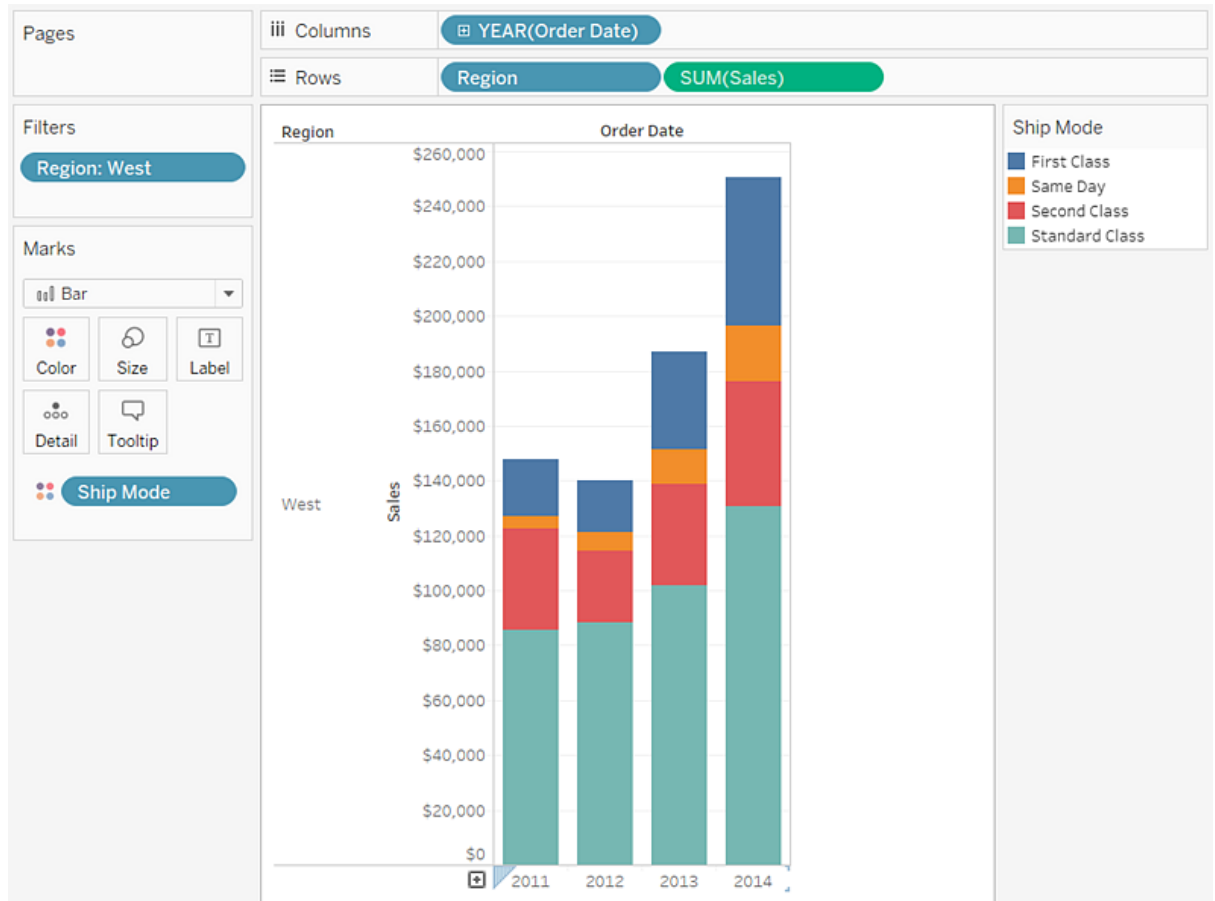 Pages
Columns
YEAR(Order Date)
Rows
Region
SUM(Sales)
Filters
Region: West
Marks
Bar
Color
Size
Label
Detail
Tooltip
Ship Mode
Region
Order Date
$260,000
$240,000
$220,000
$200,000
$180,000
$160,000
$140,000
$120,000
$100,000
$80,000
$60,000
$40,000
$20,000
$0
West
Sales
2011 2012 2013 2014
Ship Mode
First Class
Same Day
Second Class
Standard Class